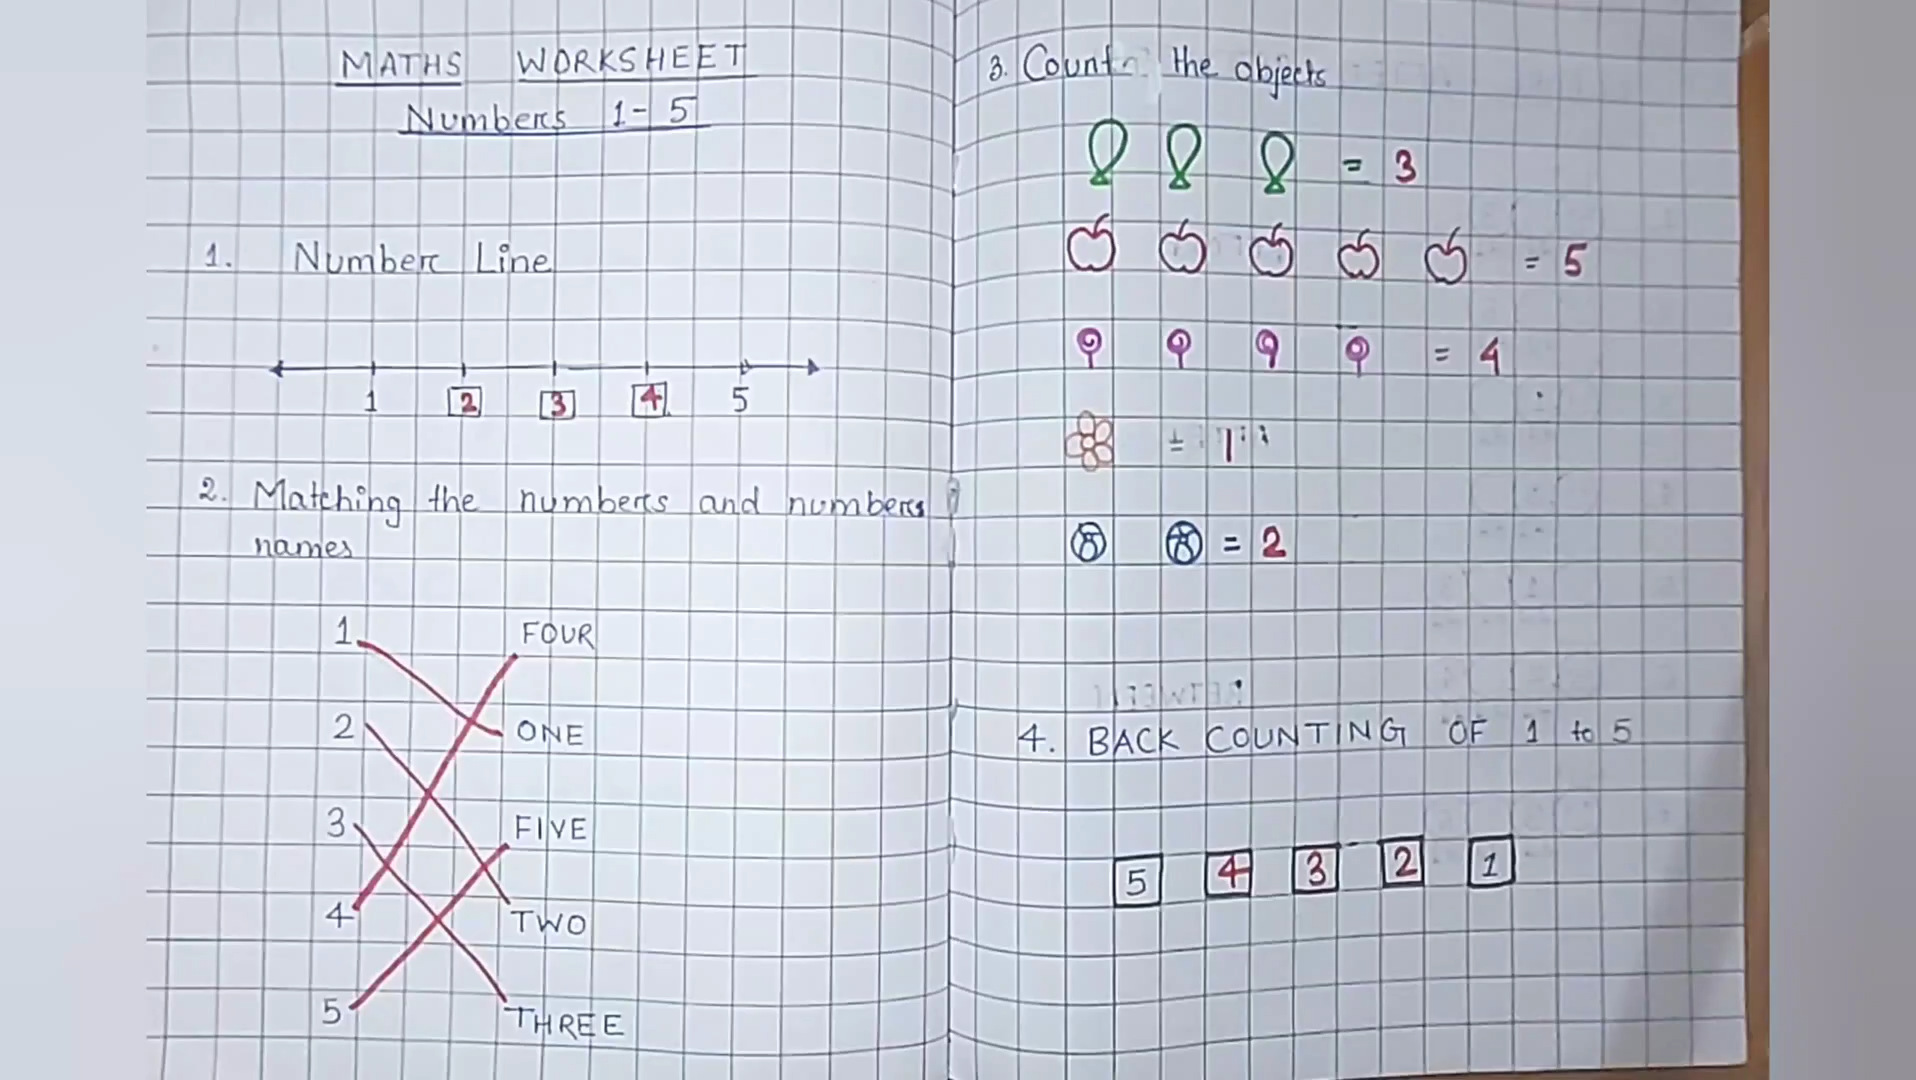 MATHS WORKSHEET
Numbers 1-5
1. Number Line
1 2 3 4 5
2. Matching the numbers and numbers
names
1 FOUR
2 ONE
3 FIVE
4 TWO
5 THREE
3. Count the objects
= 3
= 5
= 4
= 1
= 2
4. BACK COUNTING OF 1 to 5
5 4 3 2 1